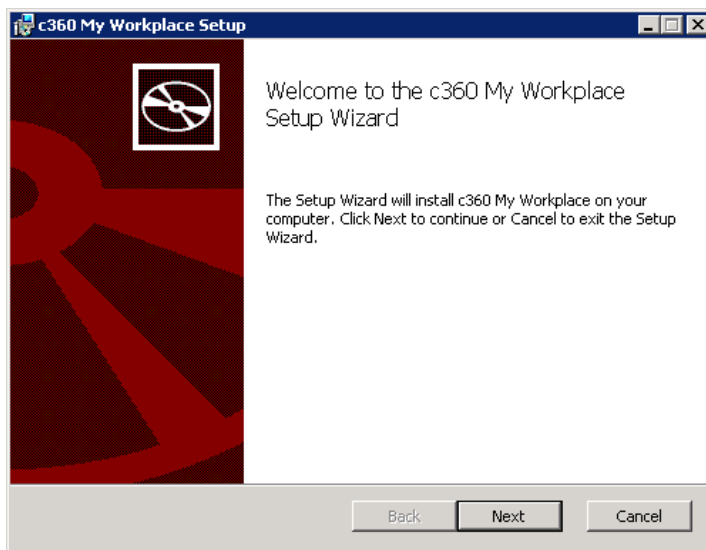 c360 My Workplace Setup
Welcome to the c360 My Workplace
Setup Wizard
The Setup Wizard will install c360 My Workplace on your
computer. Click Next to continue or Cancel to exit the Setup
Wizard.
Back Next Cancel